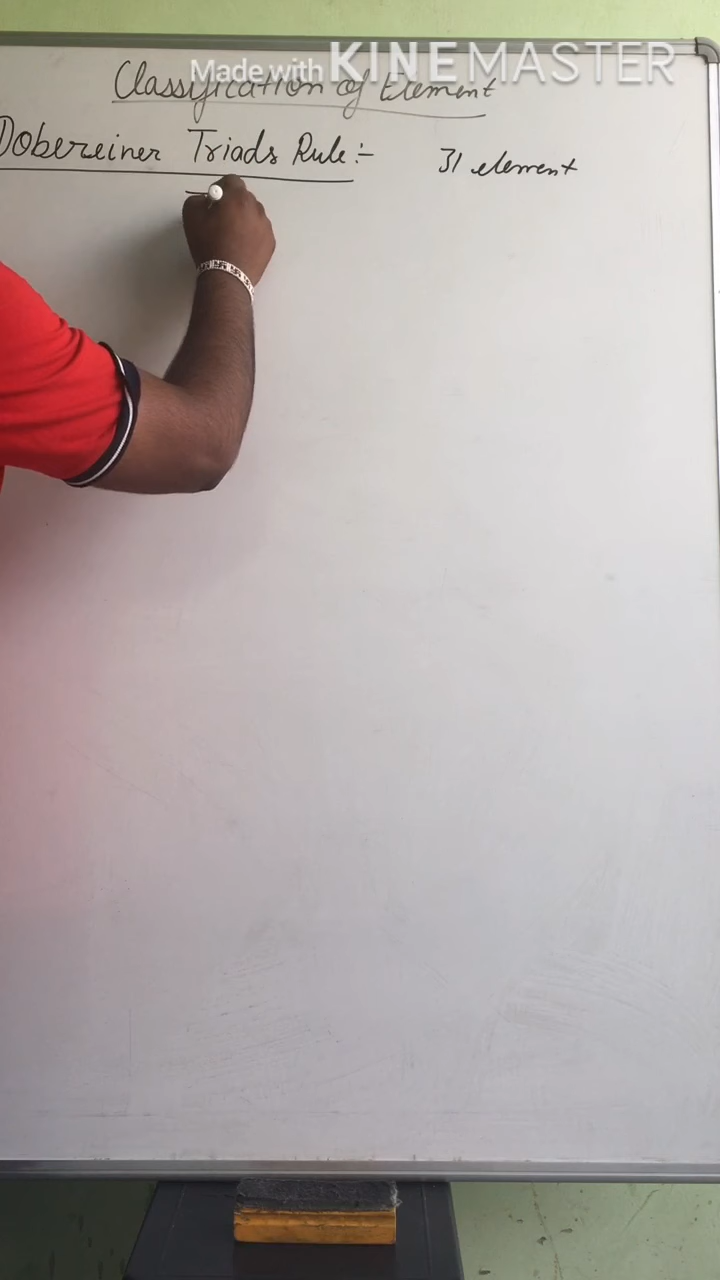 Made with KINEMASTER
Classification of Element
Dobereiner Triads Rule :- 31 element